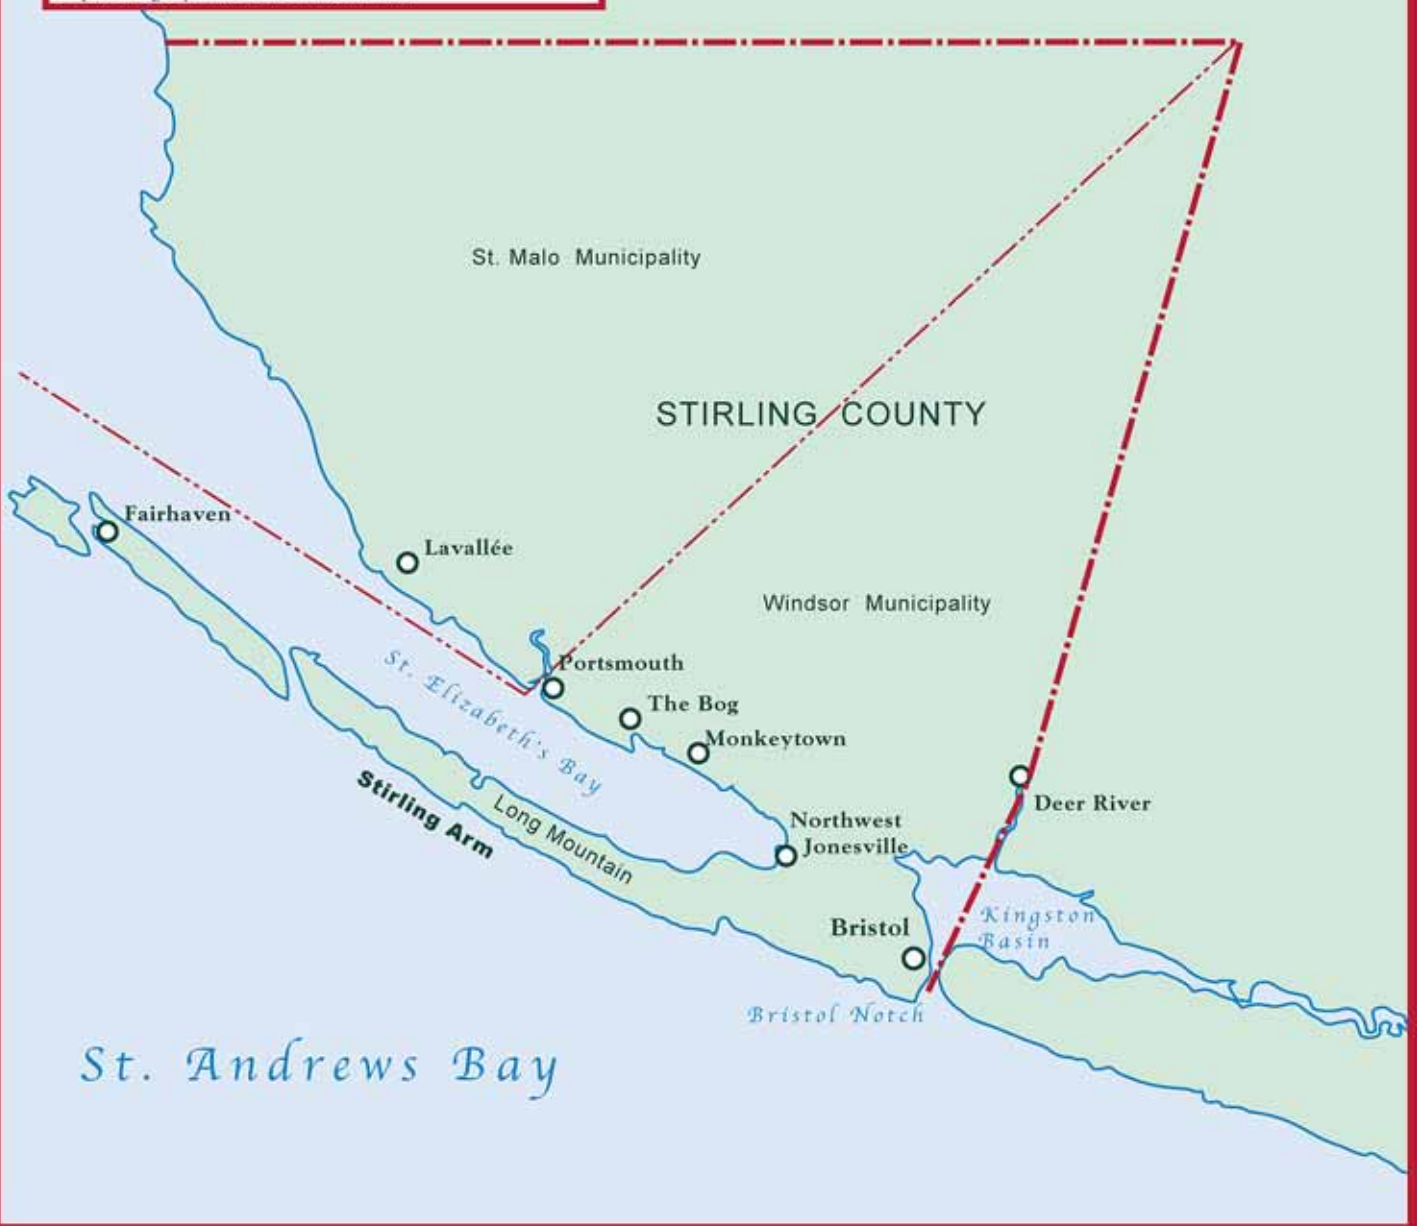 St. Malo Municipality
STIRLING COUNTY
Fairhaven
Lavallée
Windsor Municipality
St. Elizabeth's Bay
Portsmouth
The Bog
Monkeytown
Stirling Arm
Long Mountain
Deer River
Northwest
Jonesville
Kingston
Basin
Bristol
Bristol Notch
St. Andrews Bay